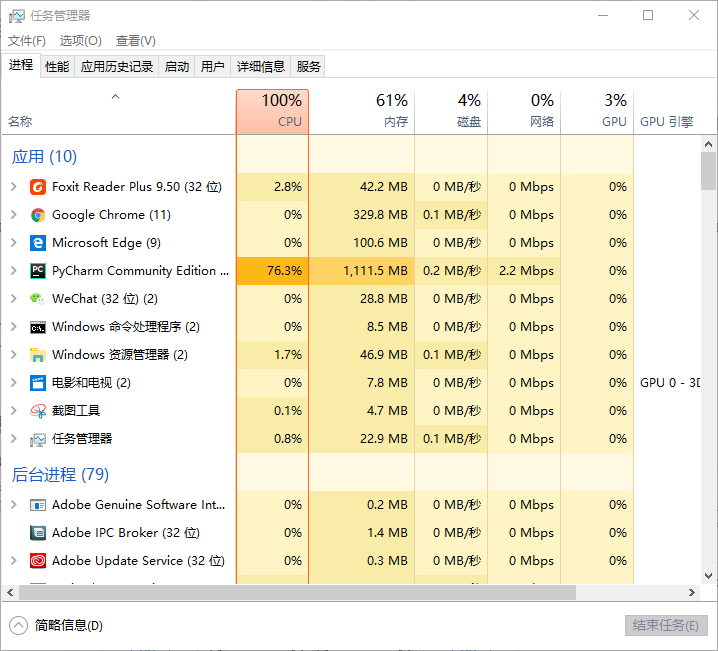 任务管理器
文件(F) 选项(O) 查看(V)
进程 性能 应用历史记录 启动 用户 详细信息 服务
100% 61% 4% 0% 3%
名称 CPU 内存 磁盘 网络 GPU GPU 引擎
应用 (10)
Foxit Reader Plus 9.50 (32 位) 2.8% 42.2 MB 0 MB/秒 0 Mbps 0%
Google Chrome (11) 0% 329.8 MB 0.1 MB/秒 0 Mbps 0%
Microsoft Edge (9) 0% 100.6 MB 0 MB/秒 0 Mbps 0%
PyCharm Community Edition ... 76.3% 1,111.5 MB 0.2 MB/秒 2.2 Mbps 0%
WeChat (32 位) (2) 0% 28.8 MB 0 MB/秒 0 Mbps 0%
Windows 命令处理程序 (2) 0% 8.5 MB 0 MB/秒 0 Mbps 0%
Windows 资源管理器 (2) 1.7% 46.9 MB 0.1 MB/秒 0 Mbps 0%
电影和电视 (2) 0% 7.8 MB 0 MB/秒 0 Mbps 0% GPU 0 - 3D
截图工具 0.1% 4.7 MB 0 MB/秒 0 Mbps 0%
任务管理器 0.8% 22.9 MB 0.1 MB/秒 0 Mbps 0%
后台进程 (79)
Adobe Genuine Software Int... 0% 0.2 MB 0 MB/秒 0 Mbps 0%
Adobe IPC Broker (32 位) 0% 1.4 MB 0 MB/秒 0 Mbps 0%
Adobe Update Service (32 位) 0% 0.3 MB 0 MB/秒 0 Mbps 0%
简略信息(D) 结束任务(E)